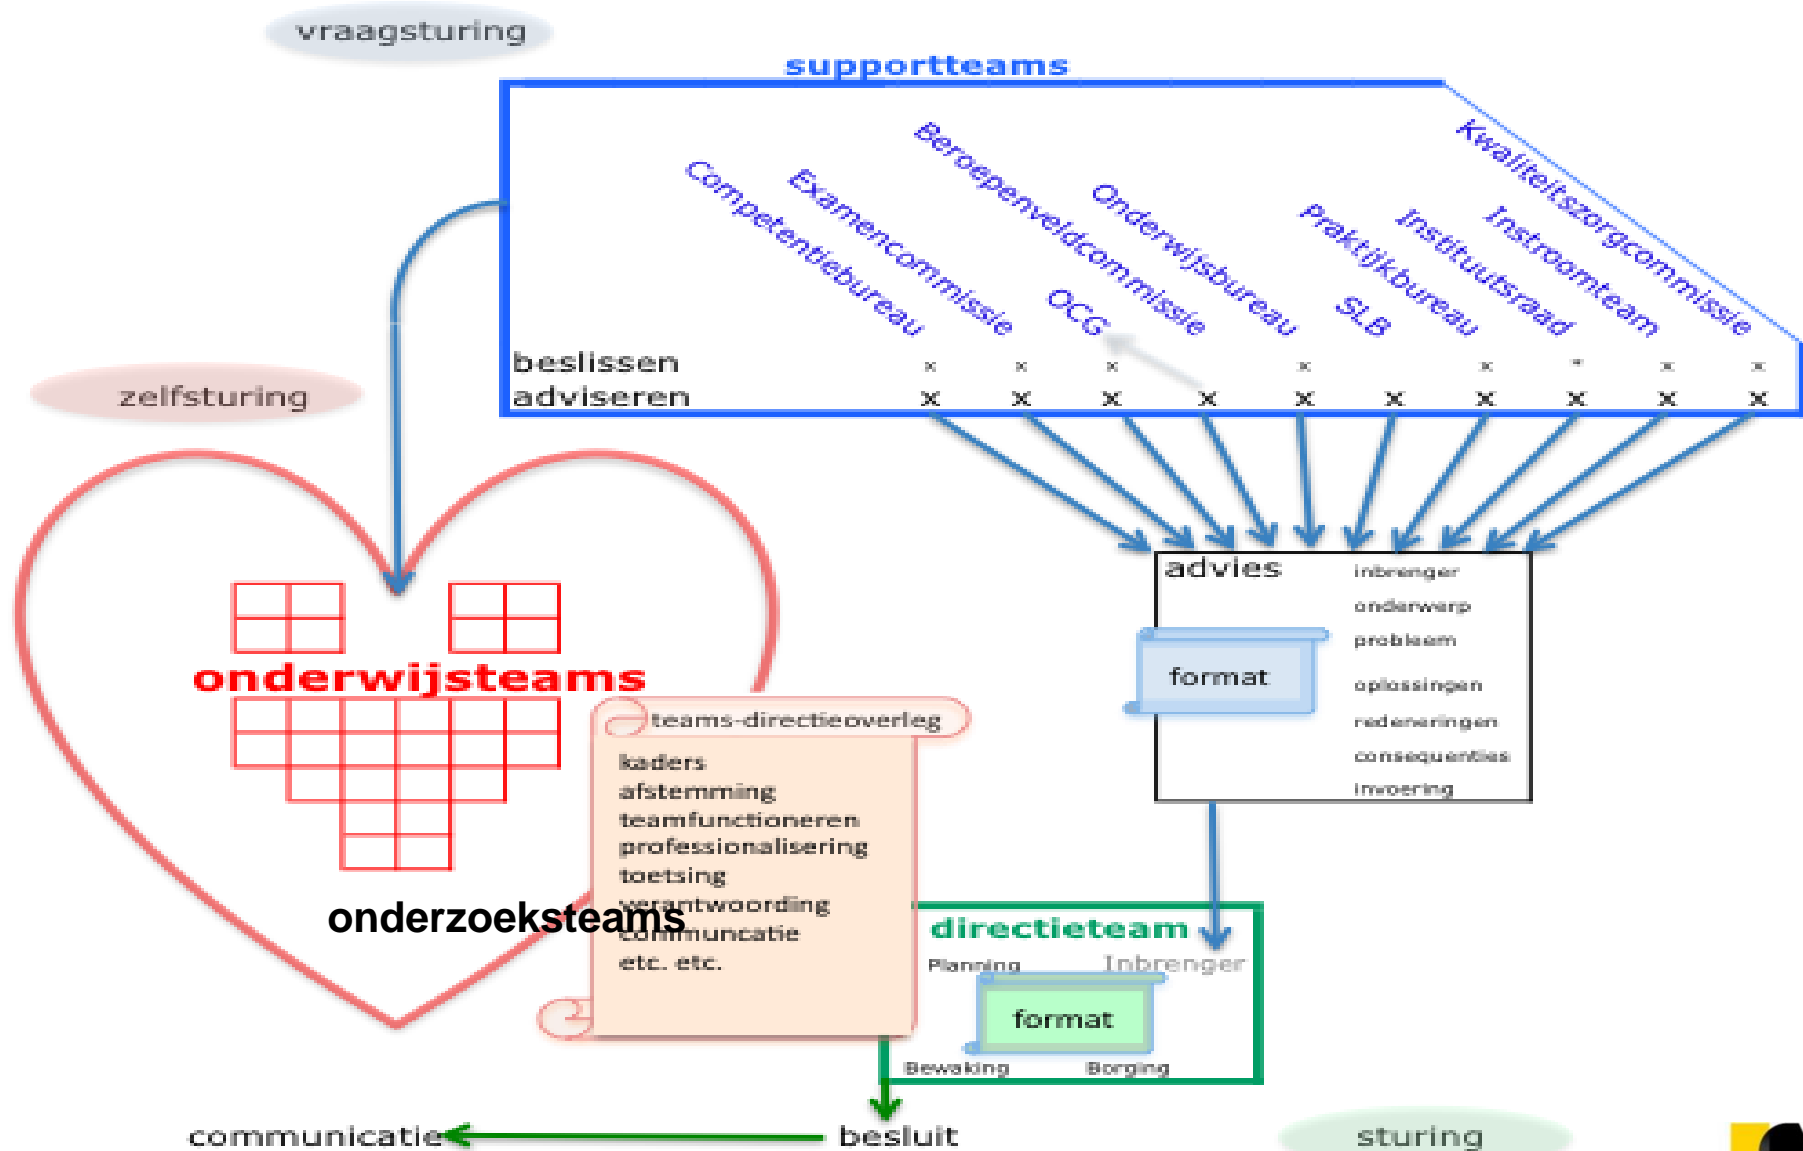 vraagsturing
supportteams
Competentiebureau
Examencommissie
OCG
Beroepenveldcommissie
Onderwijsbureau
SLB
Praktijkbureau
Instituutsraad
Instroomteam
Kwaliteitszorgcommissie
beslissen x x x x x * x x
adviseren x x x x x x x x x x
zelfsturing
onderwijsteams
onderzoeksteams
teams-directieoverleg
kaders
afstemming
teamfunctioneren
professionalisering
toetsing
verantwoording
communcatie
etc. etc.
advies
format
inbrenger
onderwerp
probleem
oplossingen
redeneringen
consequenties
invoering
directieteam
Planning Inbrenger
format
Bewaking Borging
communicatie besluit
sturing